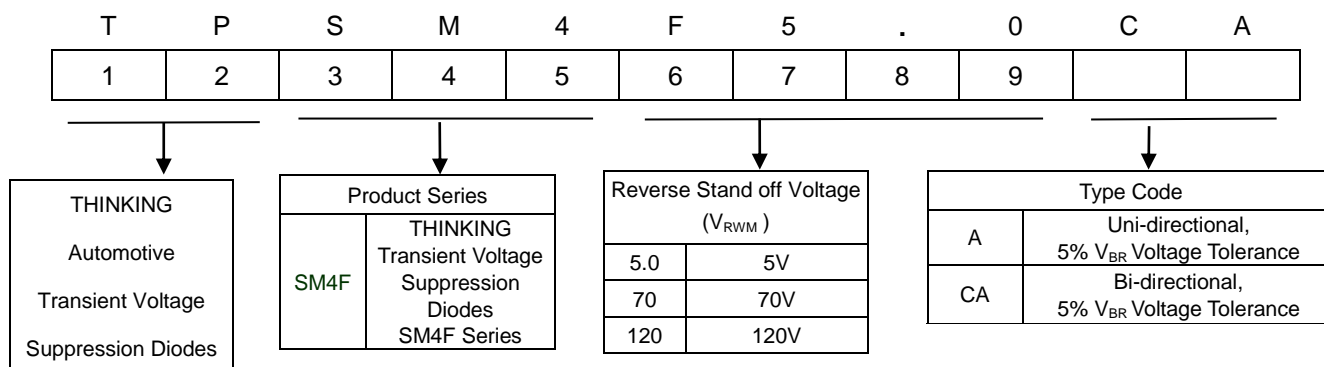 T P S M 4 F 5 . 0 C A
1 2 3 4 5 6 7 8 9
THINKING
Automotive
Transient Voltage
Suppression Diodes
Product Series
SM4F
THINKING
Transient Voltage
Suppression
Diodes
SM4F Series
Reverse Stand off Voltage
(VRWM )
5.0 5V
70 70V
120 120V
Type Code
A
Uni-directional,
5% VBR Voltage Tolerance
CA
Bi-directional,
5% VBR Voltage Tolerance